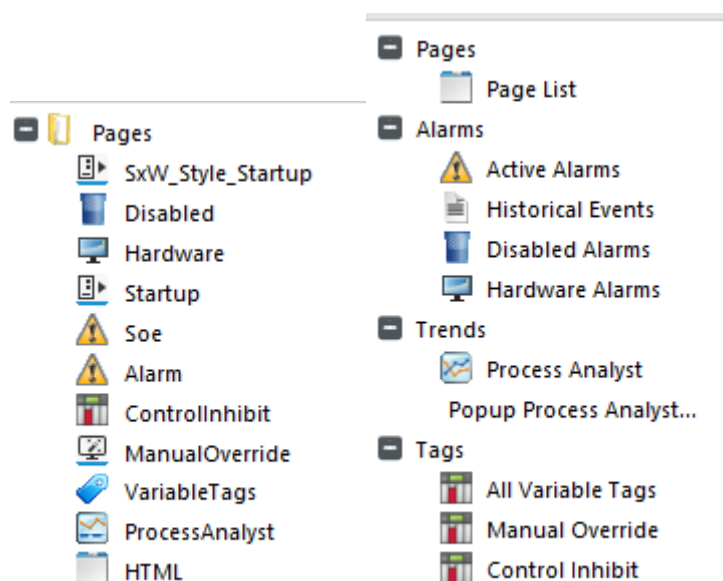 Pages
SxW_Style_Startup
Disabled
Hardware
Startup
Soe
Alarm
ControlInhibit
ManualOverride
VariableTags
ProcessAnalyst
HTML
Pages
Page List
Alarms
Active Alarms
Historical Events
Disabled Alarms
Hardware Alarms
Trends
Process Analyst
Popup Process Analyst...
Tags
All Variable Tags
Manual Override
Control Inhibit